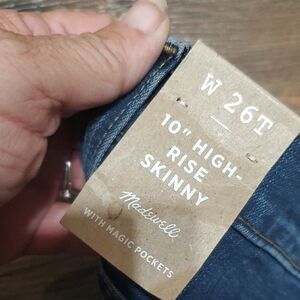 W 26T
10" HIGH-
RISE
SKINNY
Madewell
WITH MAGIC POCKETS